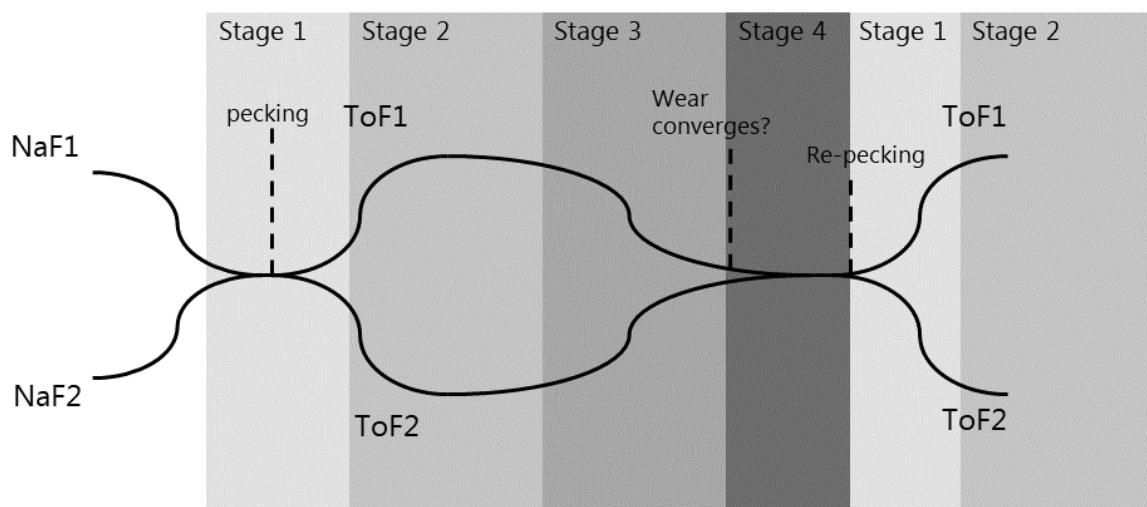 Stage 1
Stage 2
Stage 3
Stage 4
Stage 1
Stage 2
pecking
ToF1
Wear
converges?
ToF1
NaF1
Re-pecking
NaF2
ToF2
ToF2